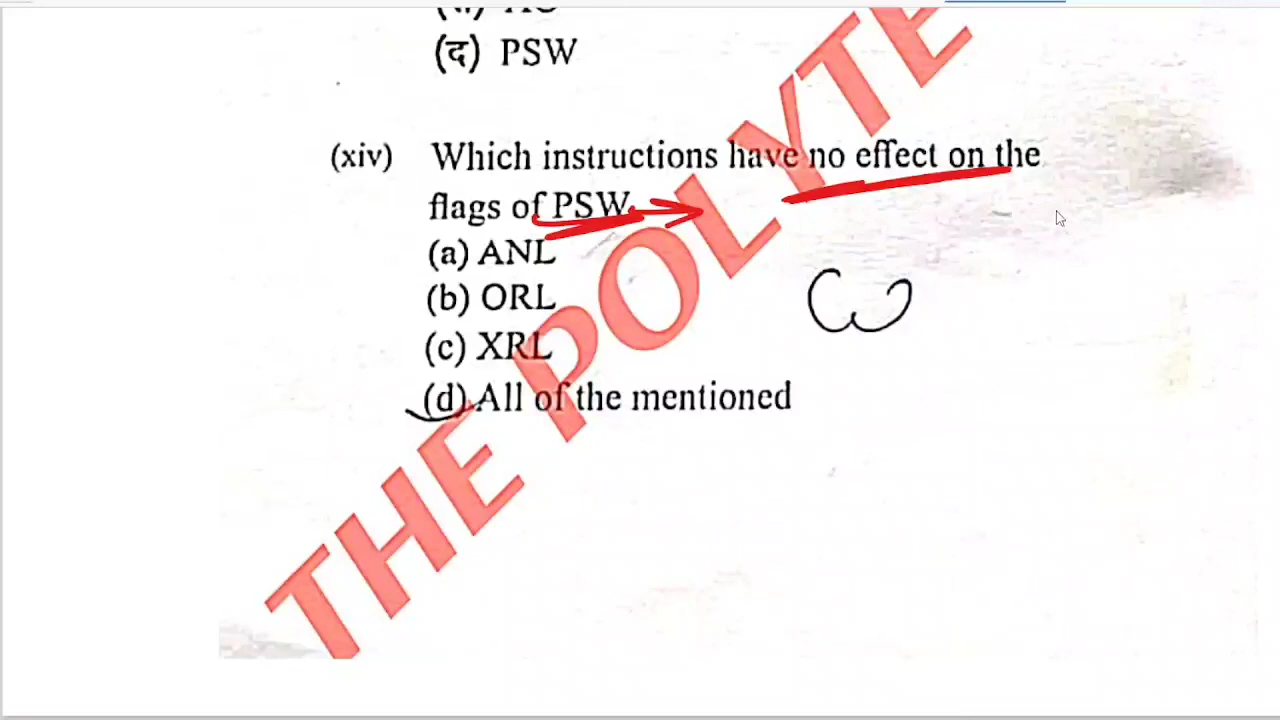 (द) PSW
(xiv) Which instructions have no effect on the
flags of PSW
(a) ANL
(b) ORL
(c) XRL
(d) All of the mentioned
THE POLYTE